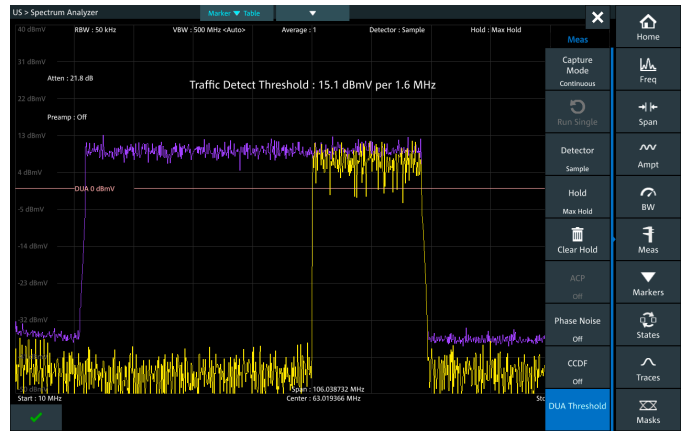 US > Spectrum Analyzer
Marker ▼ Table
▼
40 dBmV
RBW : 50 kHz
VBW : 500 MHz <Auto>
Average : 1
Detector : Sample
Hold : Max Hold
31 dBmV
Atten : 21.8 dB
Traffic Detect Threshold : 15.1 dBmV per 1.6 MHz
22 dBmV
Preamp : Off
13 dBmV
4 dBmV
DUA 0 dBmV
-5 dBmV
-14 dBmV
-23 dBmV
-32 dBmV
Span : 106.038732 MHz
Start : 10 MHz
Center : 63.019366 MHz
Meas
Capture
Mode
Continuous
Run Single
Detector
Sample
Hold
Max Hold
Clear Hold
ACP
Off
Phase Noise
Off
CCDF
Off
DUA Threshold
Home
Freq
Span
Ampt
BW
Meas
Markers
States
Traces
Masks